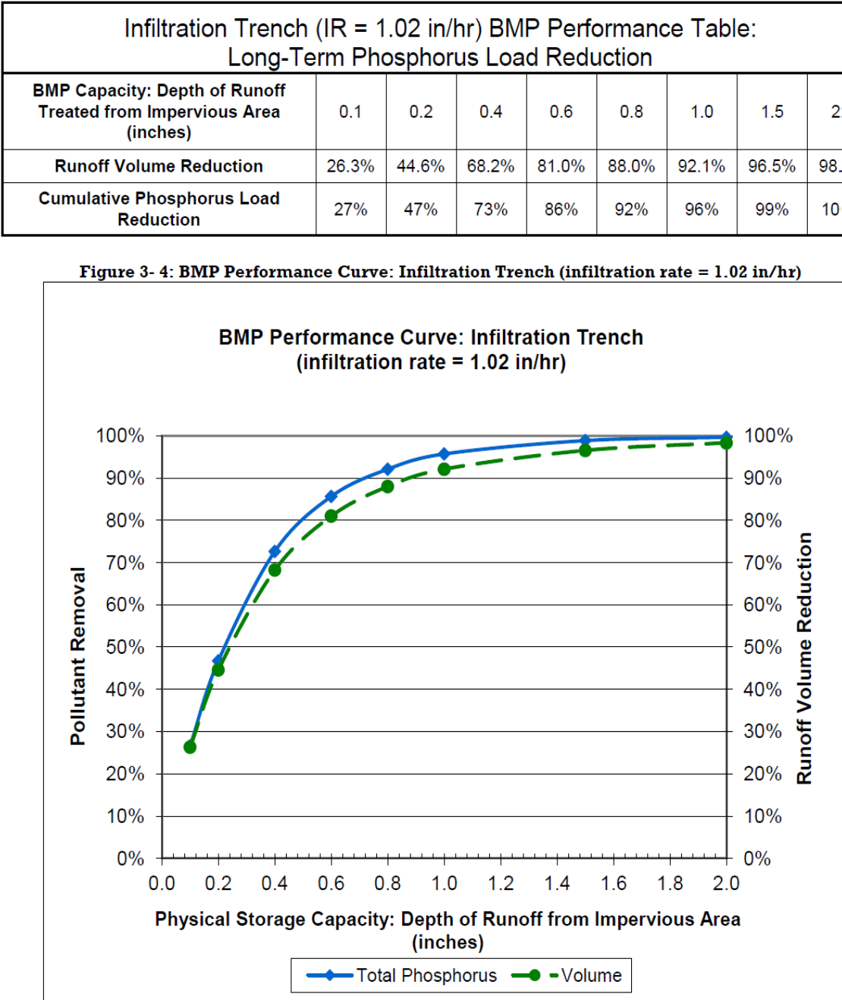 Infiltration Trench (IR = 1.02 in/hr) BMP Performance Table:
Long-Term Phosphorus Load Reduction
BMP Capacity: Depth of Runoff
Treated from Impervious Area
(inches)
0.1 0.2 0.4 0.6 0.8 1.0 1.5
Runoff Volume Reduction 26.3% 44.6% 68.2% 81.0% 88.0% 92.1% 96.5% 98.
Cumulative Phosphorus Load
Reduction
27% 47% 73% 86% 92% 96% 99% 10
Figure 3- 4: BMP Performance Curve: Infiltration Trench (infiltration rate = 1.02 in/hr)
BMP Performance Curve: Infiltration Trench
(infiltration rate = 1.02 in/hr)
100% 100%
90% 90%
80% 80%
70% 70%
60% 60%
50% 50%
40% 40%
30% 30%
20% 20%
10% 10%
0% 0%
Pollutant Removal
Runoff Volume Reduction
0.0 0.2 0.4 0.6 0.8 1.0 1.2 1.4 1.6 1.8 2.0
Physical Storage Capacity: Depth of Runoff from Impervious Area
(inches)
Total Phosphorus Volume